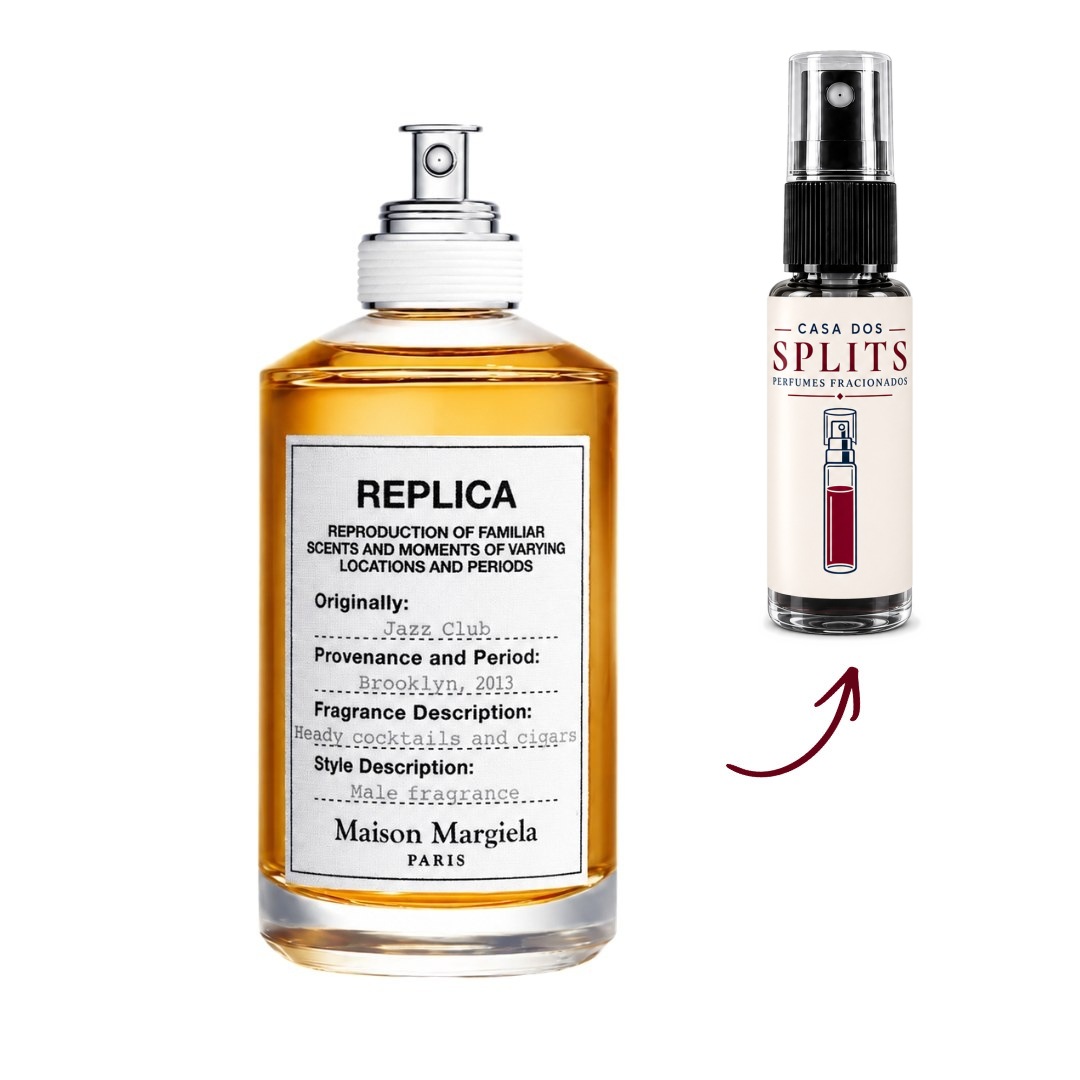 REPLICA
REPRODUCTION OF FAMILIAR
SCENTS AND MOMENTS OF VARYING
LOCATIONS AND PERIODS
Originally:
Jazz Club
Provenance and Period:
Brooklyn, 2013
Fragrance Description:
Heady cocktails and cigars
Style Description:
Male fragrance
Maison Margiela
PARIS
CASA DOS
SPLITS
PERFUMES FRACIONADOS